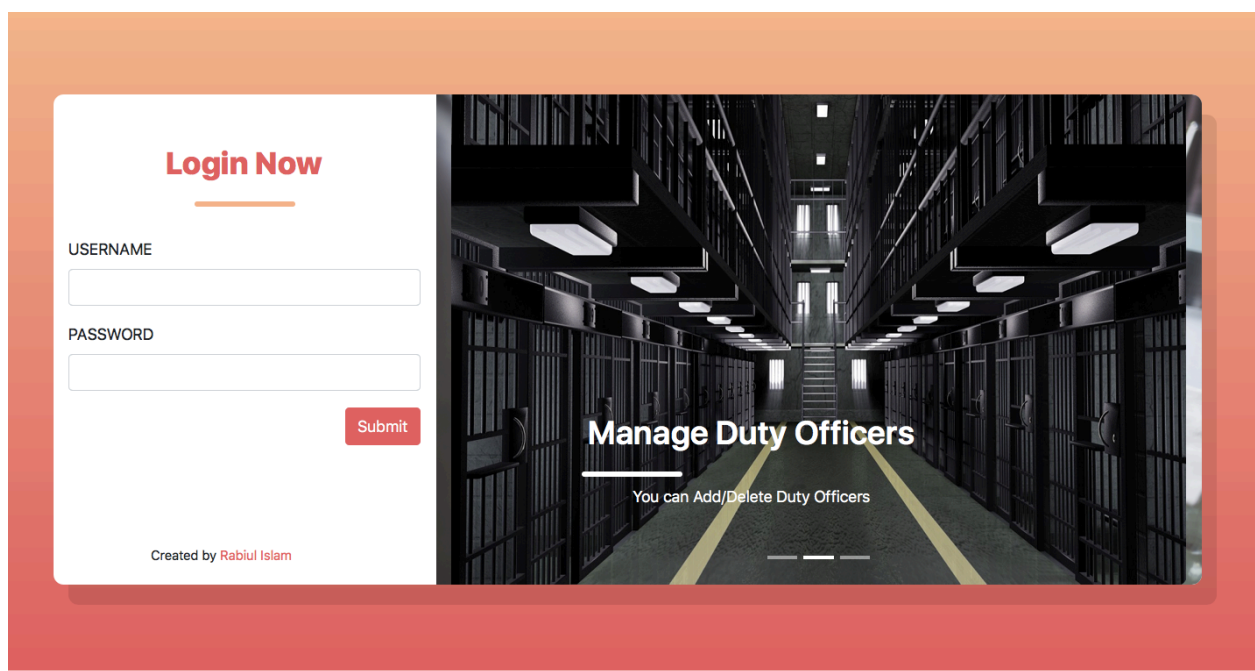 Login Now
USERNAME
PASSWORD
Submit
Created by Rabiul Islam
Manage Duty Officers
You can Add/Delete Duty Officers